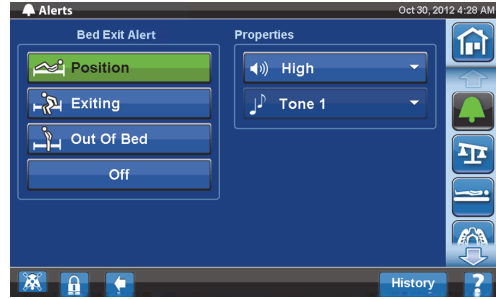 Alerts
Oct 30, 2012 4:28 AM
Bed Exit Alert
Position
Exiting
Out Of Bed
Off
Properties
High
Tone 1
History
?